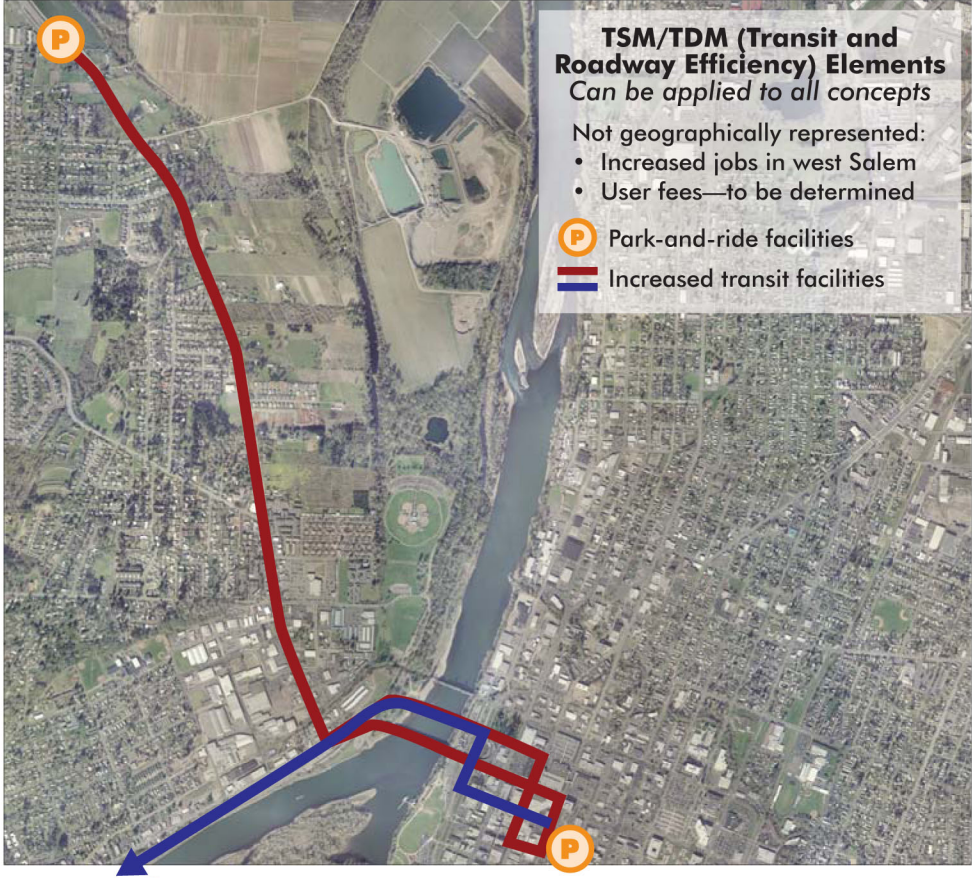 P
TSM/TDM (Transit and
Roadway Efficiency) Elements
Can be applied to all concepts
Not geographically represented:
• Increased jobs in west Salem
• User fees—to be determined
P Park-and-ride facilities
Increased transit facilities
P